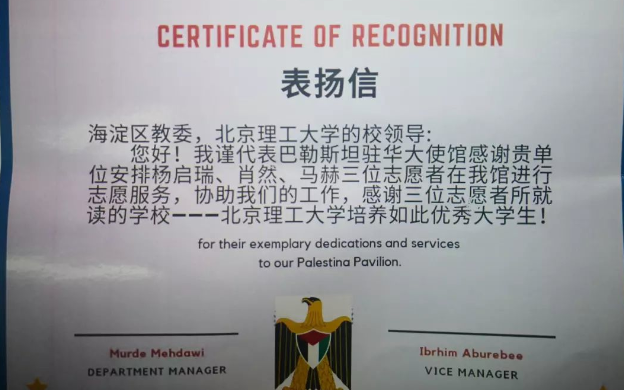 CERTIFICATE OF RECOGNITION
表扬信
海淀区教委，北京理工大学的校领导:
您好！我谨代表巴勒斯坦驻华大使馆感谢贵单
位安排杨启瑞、肖然、马赫三位志愿者在我馆进行
志愿服务，协助我们的工作，感谢三位志愿者所就
读的学校———北京理工大学培养如此优秀大学生！
for their exemplary dedications and services
to our Palestina Pavilion.
Murde Mehdawi
DEPARTMENT MANAGER
Ibrhim Aburebee
VICE MANAGER